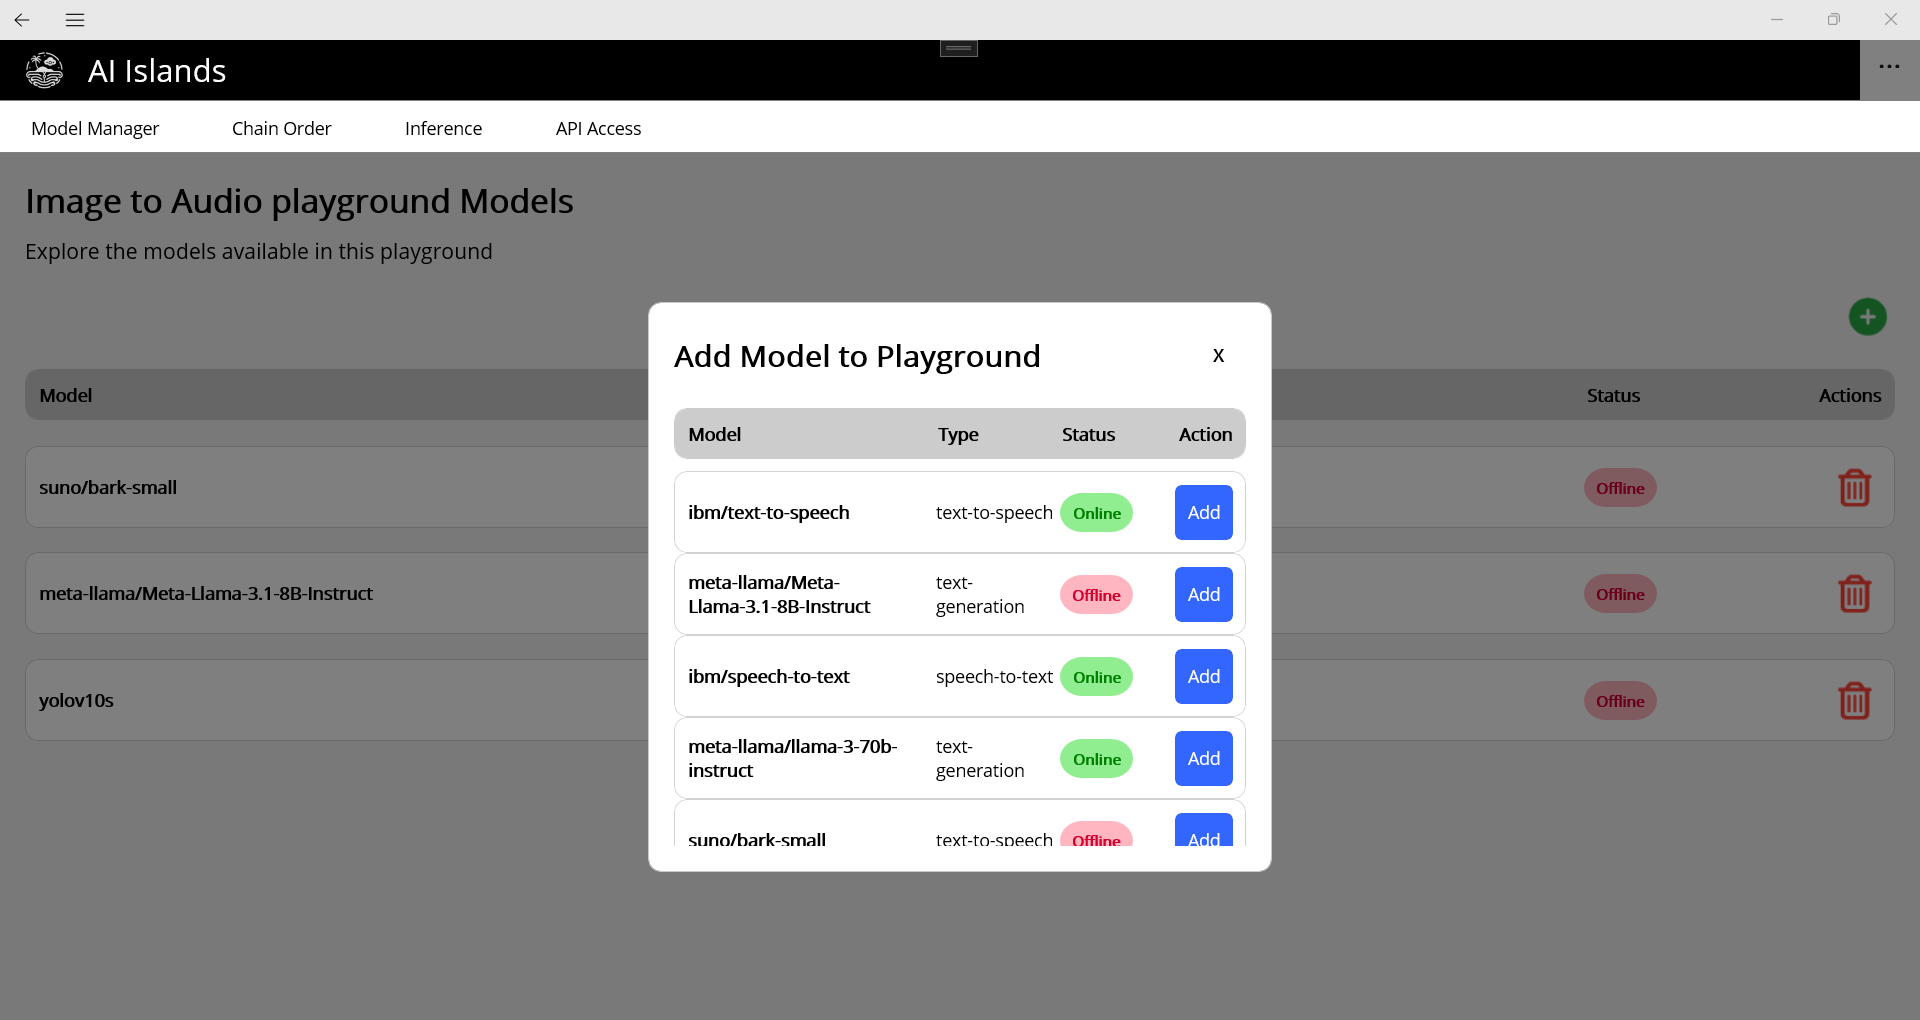 AI Islands
...
Model Manager
Chain Order
Inference
API Access
Image to Audio playground Models
Explore the models available in this playground
Model
Status
Actions
suno/bark-small
Offline
meta-llama/Meta-Llama-3.1-8B-Instruct
Offline
yolov10s
Offline
Add Model to Playground
X
Model Type Status Action
ibm/text-to-speech text-to-speech Online Add
meta-llama/Meta-
Llama-3.1-8B-Instruct
text-
generation
Offline
Add
ibm/speech-to-text speech-to-text Online Add
meta-llama/llama-3-70b-
instruct
text-
generation
Online
Add
suno/bark-small text-to-speech Offline Add